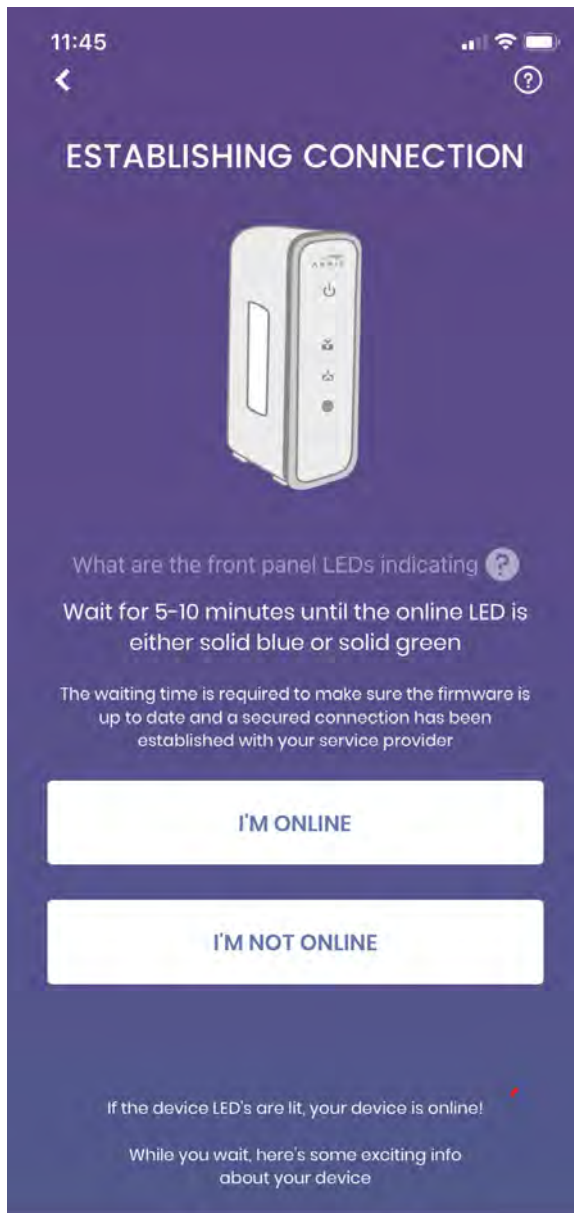 11:45
ESTABLISHING CONNECTION
ARRIS
What are the front panel LEDs indicating ?
Wait for 5-10 minutes until the online LED is
either solid blue or solid green
The waiting time is required to make sure the firmware is
up to date and a secured connection has been
established with your service provider
I'M ONLINE
I'M NOT ONLINE
If the device LED's are lit, your device is online!
While you wait, here's some exciting info
about your device